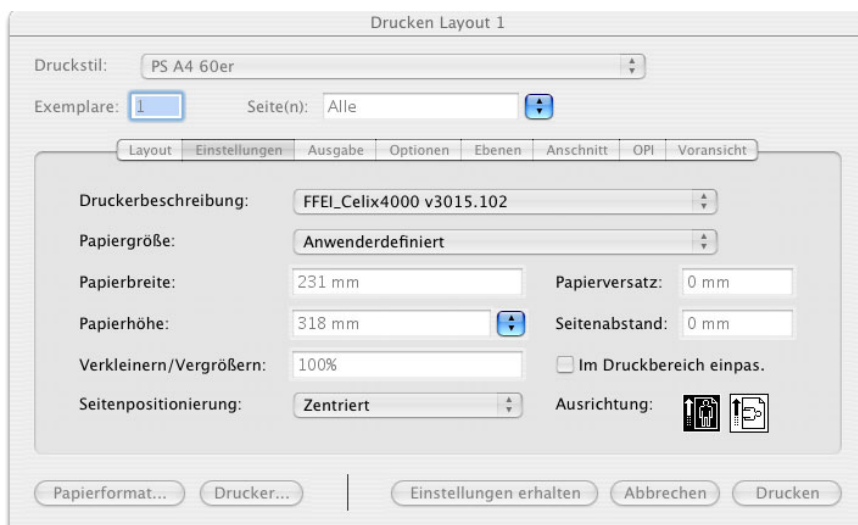 Drucken Layout 1
Druckstil: PS A4 60er
Exemplare: 1 Seite(n): Alle
Layout Einstellungen Ausgabe Optionen Ebenen Anschnitt OPI Voransicht
Druckerbeschreibung: FFEI_Celix4000 v3015.102
Papiergröße: Anwenderdefiniert
Papierbreite: 231 mm Papierversatz: 0 mm
Papierhöhe: 318 mm Seitenabstand: 0 mm
Verkleinern/Vergrößern: 100% Im Druckbereich einpas.
Seitenpositionierung: Zentriert Ausrichtung:
Papierformat... Drucker... Einstellungen erhalten Abbrechen Drucken